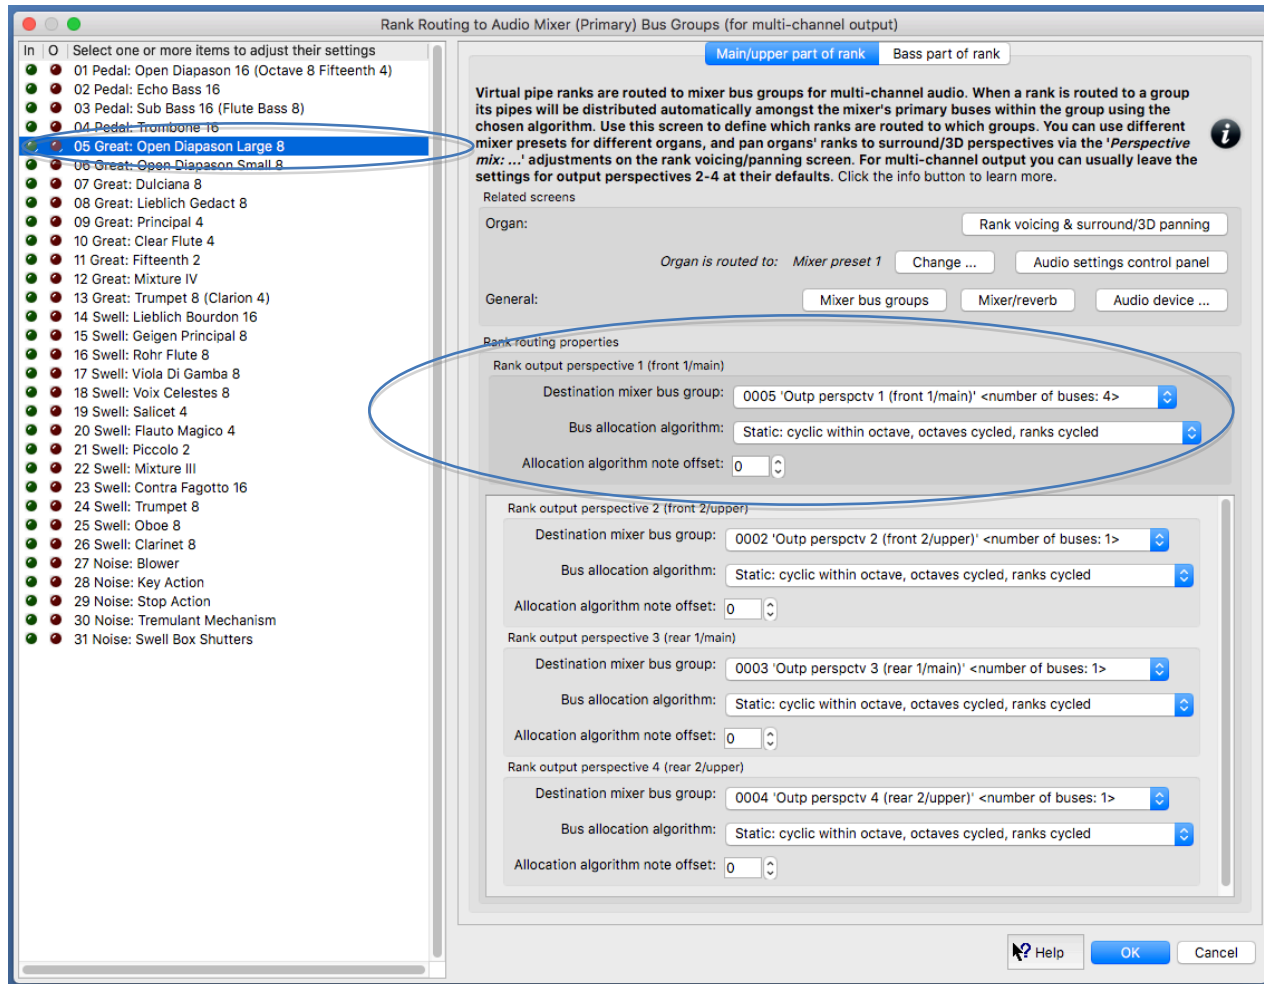 Rank Routing to Audio Mixer (Primary) Bus Groups (for multi-channel output)
In O Select one or more items to adjust their settings
01 Pedal: Open Diapason 16 (Octave 8 Fifteenth 4)
02 Pedal: Echo Bass 16
03 Pedal: Sub Bass 16 (Flute Bass 8)
04 Pedal: Trombone 16
05 Great: Open Diapason Large 8
06 Great: Open Diapason Small 8
07 Great: Dulciana 8
08 Great: Lieblich Gedact 8
09 Great: Principal 4
10 Great: Clear Flute 4
11 Great: Fifteenth 2
12 Great: Mixture IV
13 Great: Trumpet 8 (Clarion 4)
14 Swell: Lieblich Bourdon 16
15 Swell: Geigen Principal 8
16 Swell: Rohr Flute 8
17 Swell: Viola Di Gamba 8
18 Swell: Voix Celestes 8
19 Swell: Salicet 4
20 Swell: Flauto Magico 4
21 Swell: Piccolo 2
22 Swell: Mixture III
23 Swell: Contra Fagotto 16
24 Swell: Trumpet 8
25 Swell: Oboe 8
26 Swell: Clarinet 8
27 Noise: Blower
28 Noise: Key Action
29 Noise: Stop Action
30 Noise: Tremulant Mechanism
31 Noise: Swell Box Shutters
Main/upper part of rank Bass part of rank
Virtual pipe ranks are routed to mixer bus groups for multi-channel audio. When a rank is routed to a group
its pipes will be distributed automatically amongst the mixer's primary buses within the group using the
chosen algorithm. Use this screen to define which ranks are routed to which groups. You can use different
mixer presets for different organs, and pan organs' ranks to surround/3D perspectives via the 'Perspective
mix: ...' adjustments on the rank voicing/panning screen. For multi-channel output you can usually leave the
settings for output perspectives 2-4 at their defaults. Click the info button to learn more.
Related screens
Organ: Rank voicing & surround/3D panning
Organ is routed to: Mixer preset 1 Change ... Audio settings control panel
General: Mixer bus groups Mixer/reverb Audio device ...
Rank routing properties
Rank output perspective 1 (front 1/main)
Destination mixer bus group: 0005 'Outp perspctv 1 (front 1/main)' <number of buses: 4>
Bus allocation algorithm: Static: cyclic within octave, octaves cycled, ranks cycled
Allocation algorithm note offset: 0
Rank output perspective 2 (front 2/upper)
Destination mixer bus group: 0002 'Outp perspctv 2 (front 2/upper)' <number of buses: 1>
Bus allocation algorithm: Static: cyclic within octave, octaves cycled, ranks cycled
Allocation algorithm note offset: 0
Rank output perspective 3 (rear 1/main)
Destination mixer bus group: 0003 'Outp perspctv 3 (rear 1/main)' <number of buses: 1>
Bus allocation algorithm: Static: cyclic within octave, octaves cycled, ranks cycled
Allocation algorithm note offset: 0
Rank output perspective 4 (rear 2/upper)
Destination mixer bus group: 0004 'Outp perspctv 4 (rear 2/upper)' <number of buses: 1>
Bus allocation algorithm: Static: cyclic within octave, octaves cycled, ranks cycled
Allocation algorithm note offset: 0
Help OK Cancel